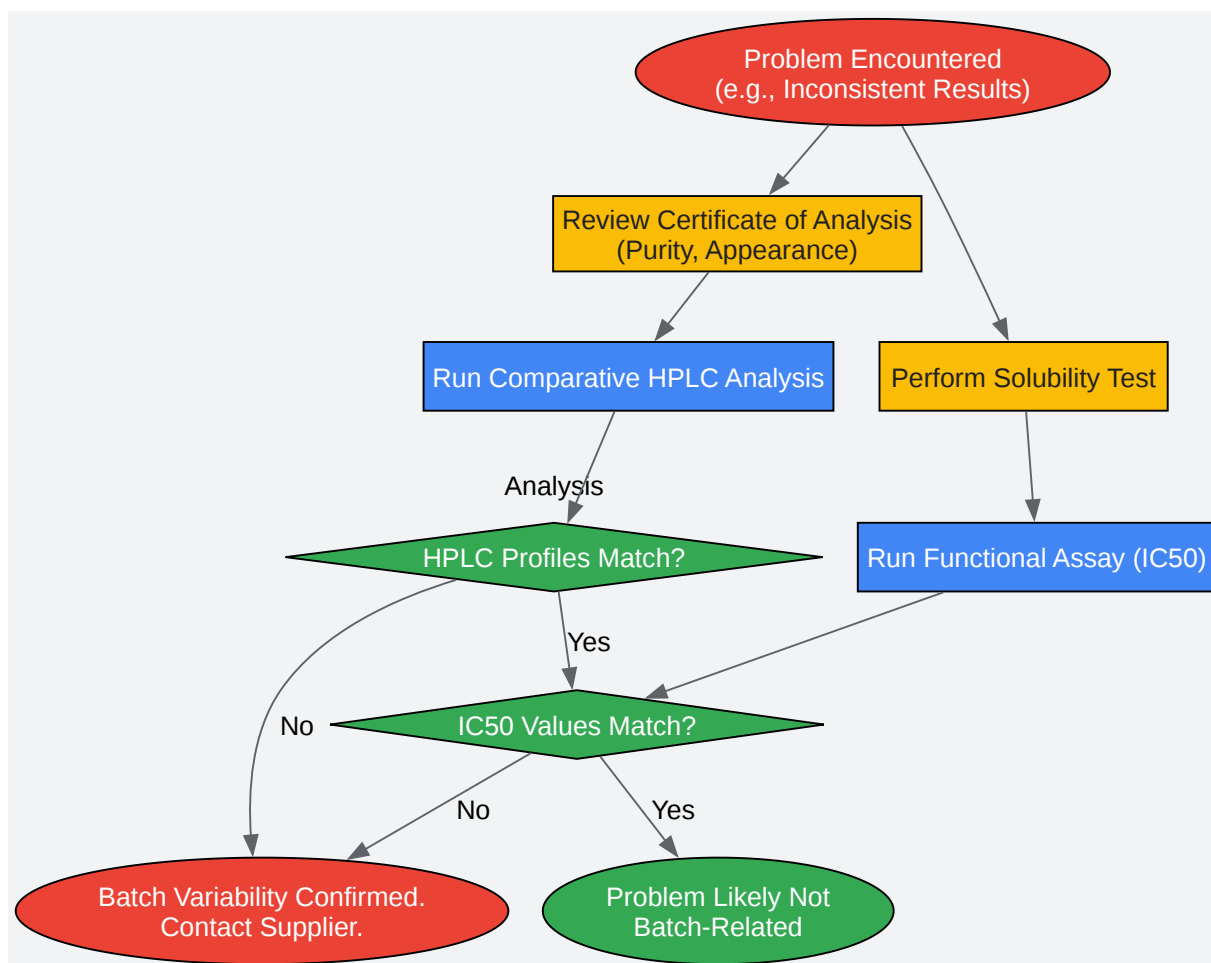 Problem Encountered
(e.g., Inconsistent Results)
Review Certificate of Analysis
(Purity, Appearance)
Run Comparative HPLC Analysis
Perform Solubility Test
Analysis
HPLC Profiles Match?
Run Functional Assay (IC50)
Yes
No
IC50 Values Match?
No
Yes
Batch Variability Confirmed.
Contact Supplier.
Problem Likely Not
Batch-Related